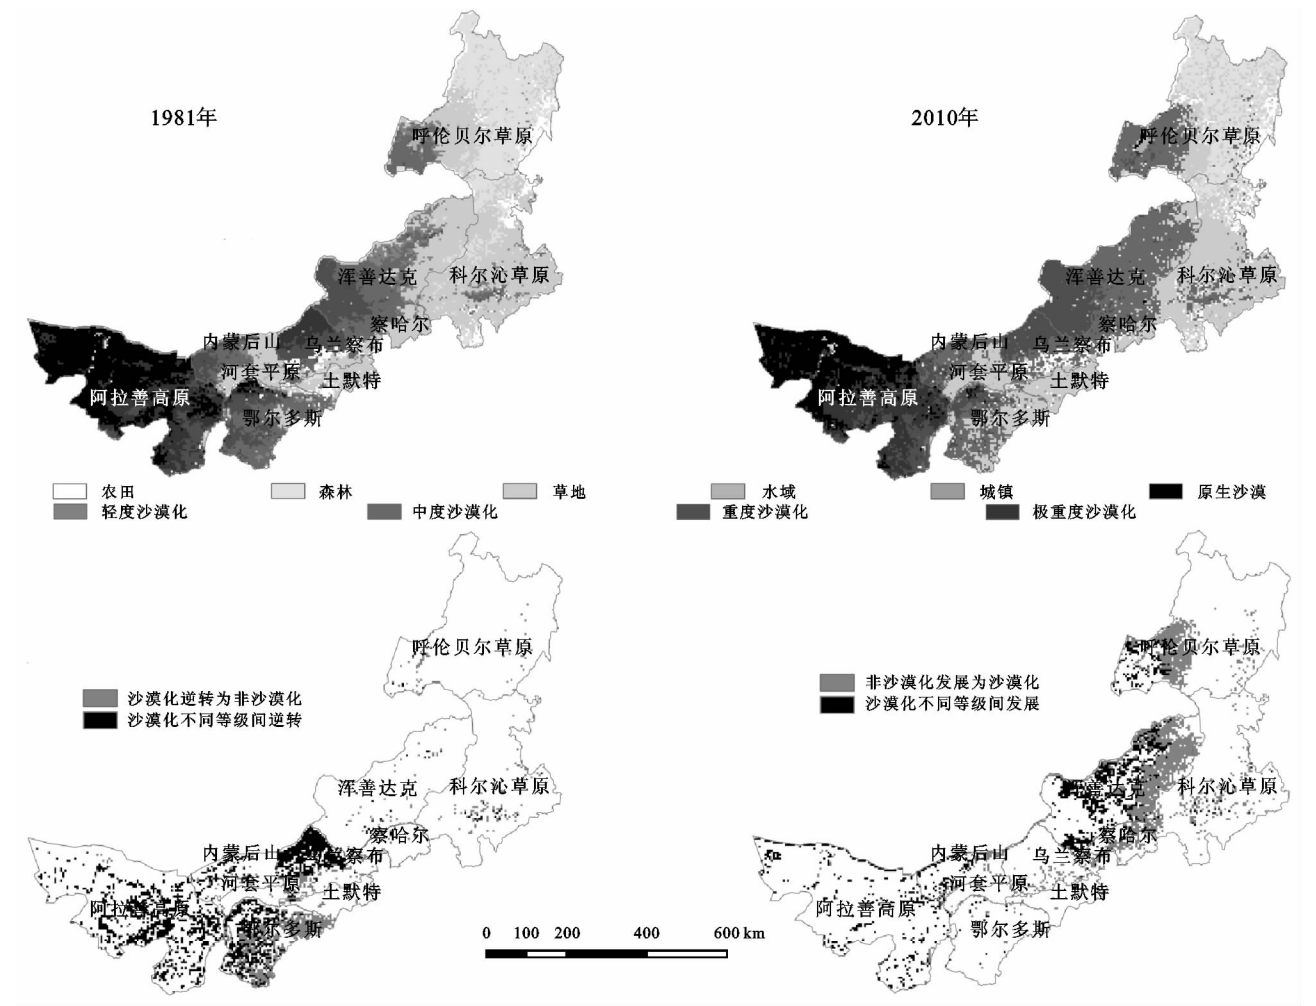 1981年
2010年
呼伦贝尔草原
呼伦贝尔草原
浑善达克
科尔沁草原
浑善达克
科尔沁草原
察哈尔
察哈尔
内蒙后山
乌兰察布
内蒙后山
乌兰察布
河套平原
土默特
河套平原
土默特
阿拉善高原
鄂尔多斯
阿拉善高原
鄂尔多斯
农田
森林
草地
水域
城镇
原生沙漠
轻度沙漠化
中度沙漠化
重度沙漠化
极重度沙漠化
呼伦贝尔草原
呼伦贝尔草原
沙漠化逆转为非沙漠化
沙漠化不同等级间逆转
非沙漠化发展为沙漠化
沙漠化不同等级间发展
浑善达克
科尔沁草原
善达克
科尔沁草原
察哈尔
察哈尔
内蒙后山
察布
内蒙后山
乌兰察布
河套平原
土默特
河套平原
土默特
阿拉善高原
鄂尔多斯
阿拉善高原
鄂尔多斯
0 100 200 400 600 km